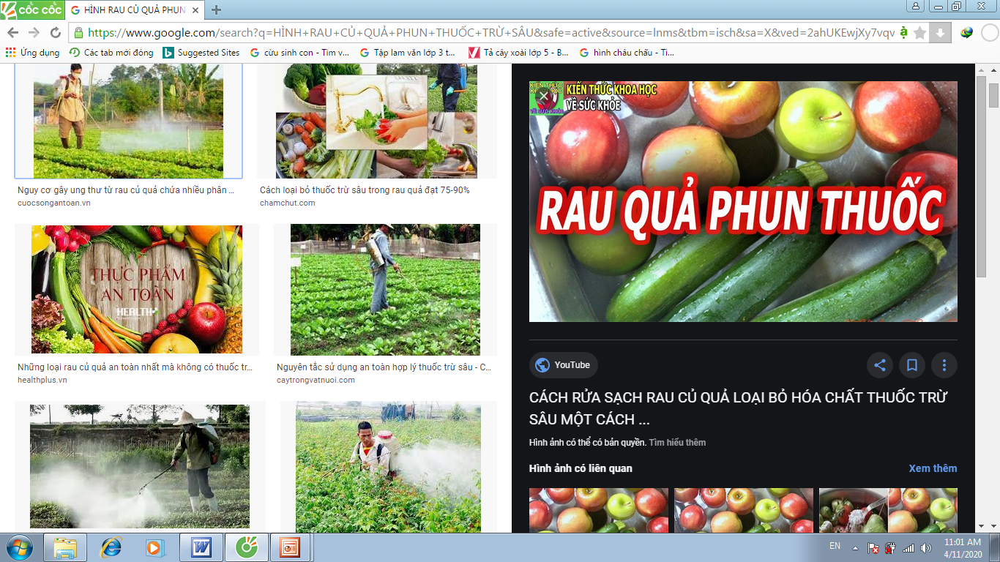 CỐC CỐC
HÌNH RAU CỦ QUẢ PHUN
https://www.google.com/search?q=HÌNH+RAU+CỦ+QUẢ+PHUN+THUỐC+TRỪ+SÂU&safe=active&source=lnms&tbm=isch&sa=X&ved=2ahUKEwjXy7vqv
Ứng dụng Các tab mới đóng Suggested Sites cừu sinh con - Tìm v... Tập lam văn lớp 3 t... Tả cây xoài lớp 5 - B... hình châu chấu - Tì...
KIẾN THỨC KHOA HỌC
VỀ SỨC KHỎE
RAU QUẢ PHUN THUỐC
Nguy cơ gây ung thư từ rau củ quả chứa nhiều phân ...
cuocsongantoan.vn
Cách loại bỏ thuốc trừ sâu trong rau quả đạt 75-90%
chamchut.com
THỰC PHẨM
AN TOÀN
HEALTH+
Những loại rau củ quả an toàn nhất mà không có thuốc tr...
healthplus.vn
Nguyên tắc sử dụng an toàn hợp lý thuốc trừ sâu - C...
caytrongvatnuoi.com
YouTube
CÁCH RỬA SẠCH RAU CỦ QUẢ LOẠI BỎ HÓA CHẤT THUỐC TRỪ
SÂU MỘT CÁCH ...
Hình ảnh có thể có bản quyền. Tìm hiểu thêm
Hình ảnh có liên quan Xem thêm
EN
11:01 AM
4/11/2020